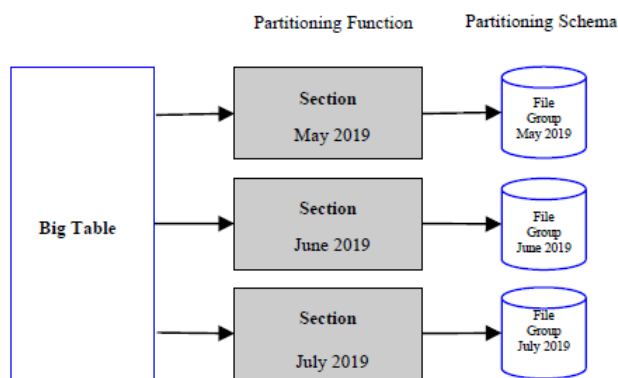 Partitioning Function
Partitioning Schema
Big Table
Section
May 2019
File
Group
May 2019
Section
June 2019
File
Group
June 2019
Section
July 2019
File
Group
July 2019